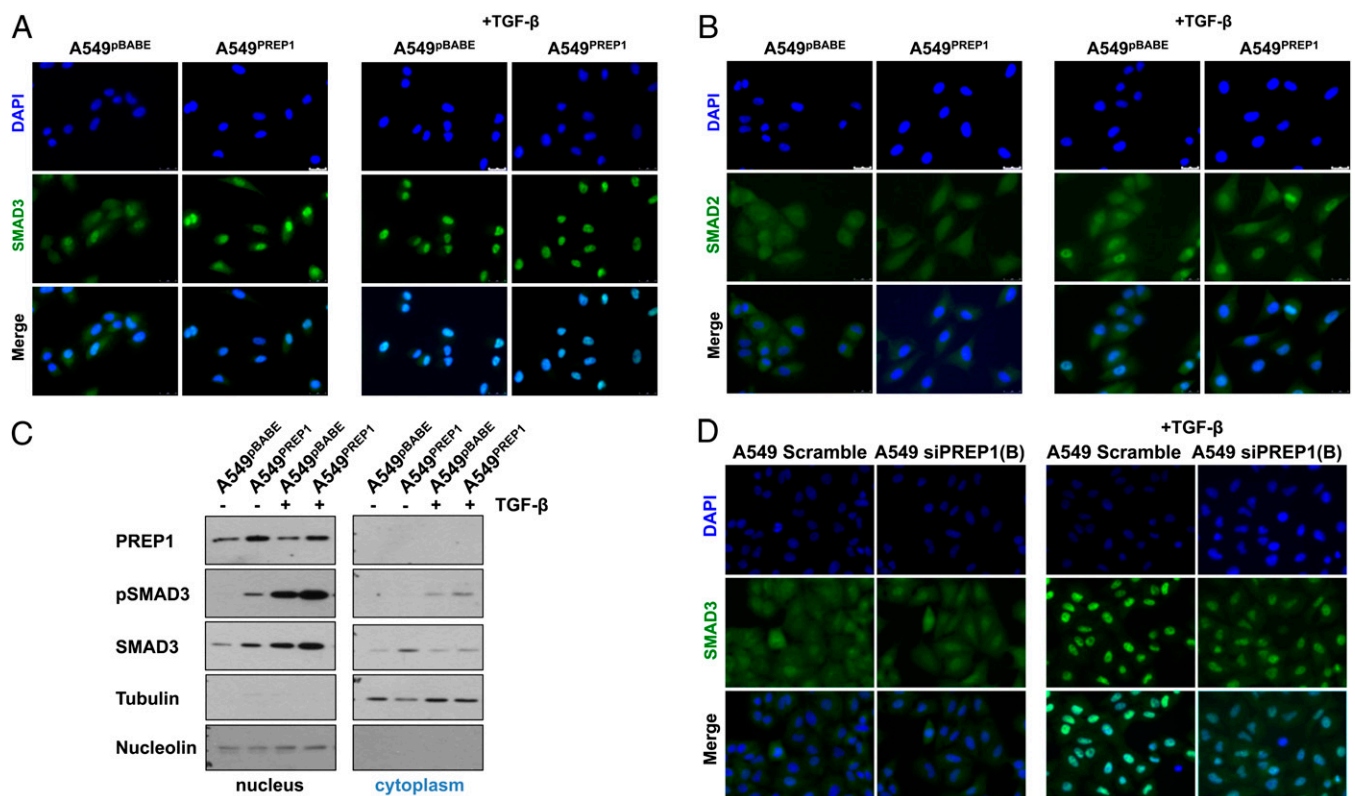 A
+TGF-β
A549pBABE A549PREP1 A549pBABE A549PREP1
DAPI
SMAD3
Merge
B
+TGF-β
A549pBABE A549PREP1 A549pBABE A549PREP1
DAPI
SMAD2
Merge
C
A549pBABE A549PREP1 A549pBABE A549PREP1 A549pBABE A549PREP1 A549pBABE A549PREP1
- - + + - - + + TGF-β
PREP1
pSMAD3
SMAD3
Tubulin
Nucleolin
nucleus cytoplasm
D
+TGF-β
A549 Scramble A549 siPREP1(B) A549 Scramble A549 siPREP1(B)
DAPI
SMAD3
Merge